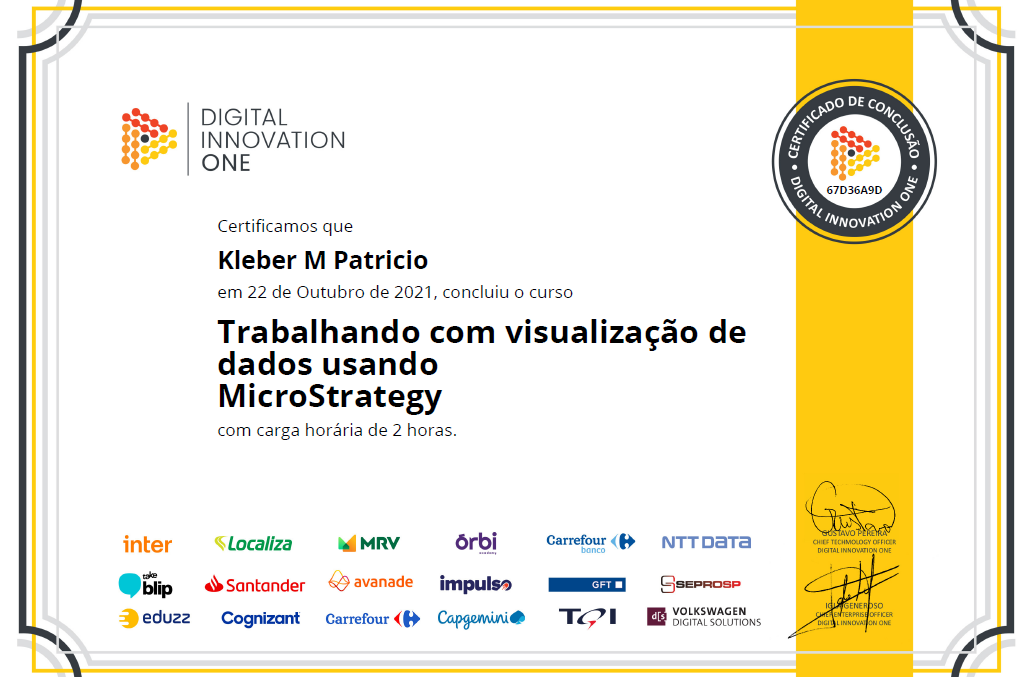 DIGITAL
INNOVATION
ONE
CERTIFICADO DE CONCLUSÃO
67D36A9D
DIGITAL INNOVATION ONE
Certificamos que
Kleber M Patricio
em 22 de Outubro de 2021, concluiu o curso
Trabalhando com visualização de
dados usando
MicroStrategy
com carga horária de 2 horas.
inter
Localiza
MRV
órbi
academy
Carrefour
banco
NTT DATA
take
blip
Santander
avanade
impulso
GFT
SEPROSP
eduzz
Cognizant
Carrefour
Capgemini
TQI
d[s]
VOLKSWAGEN
DIGITAL SOLUTIONS
GUSTAVO PEREIRA
CHIEF TECHNOLOGY OFFICER
DIGITAL INNOVATION ONE
GENEROSO
CHIEF ENTERPRISE OFFICER
DIGITAL INNOVATION ONE